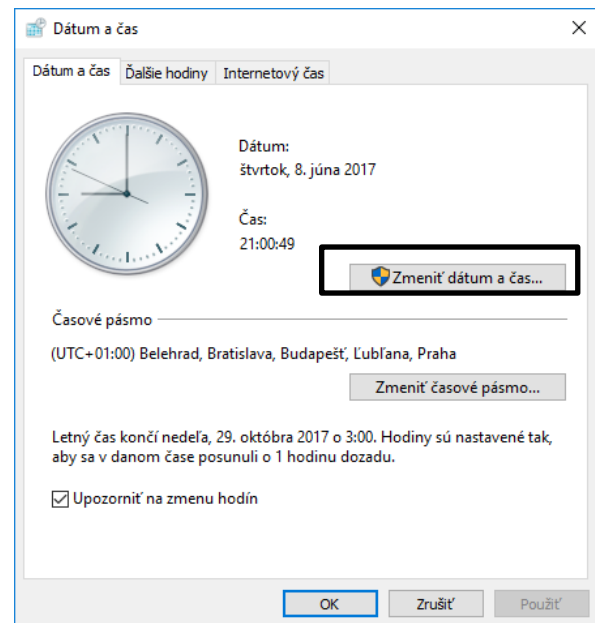 Dátum a čas
Dátum a čas Ďalšie hodiny Internetový čas
Dátum:
štvrtok, 8. júna 2017
Čas:
21:00:49
Zmeniť dátum a čas...
Časové pásmo
(UTC+01:00) Belehrad, Bratislava, Budapešť, Ľubľana, Praha
Zmeniť časové pásmo...
Letný čas končí nedeľa, 29. októbra 2017 o 3:00. Hodiny sú nastavené tak,
aby sa v danom čase posunuli o 1 hodinu dozadu.
Upozorniť na zmenu hodín
OK Zrušiť Použiť